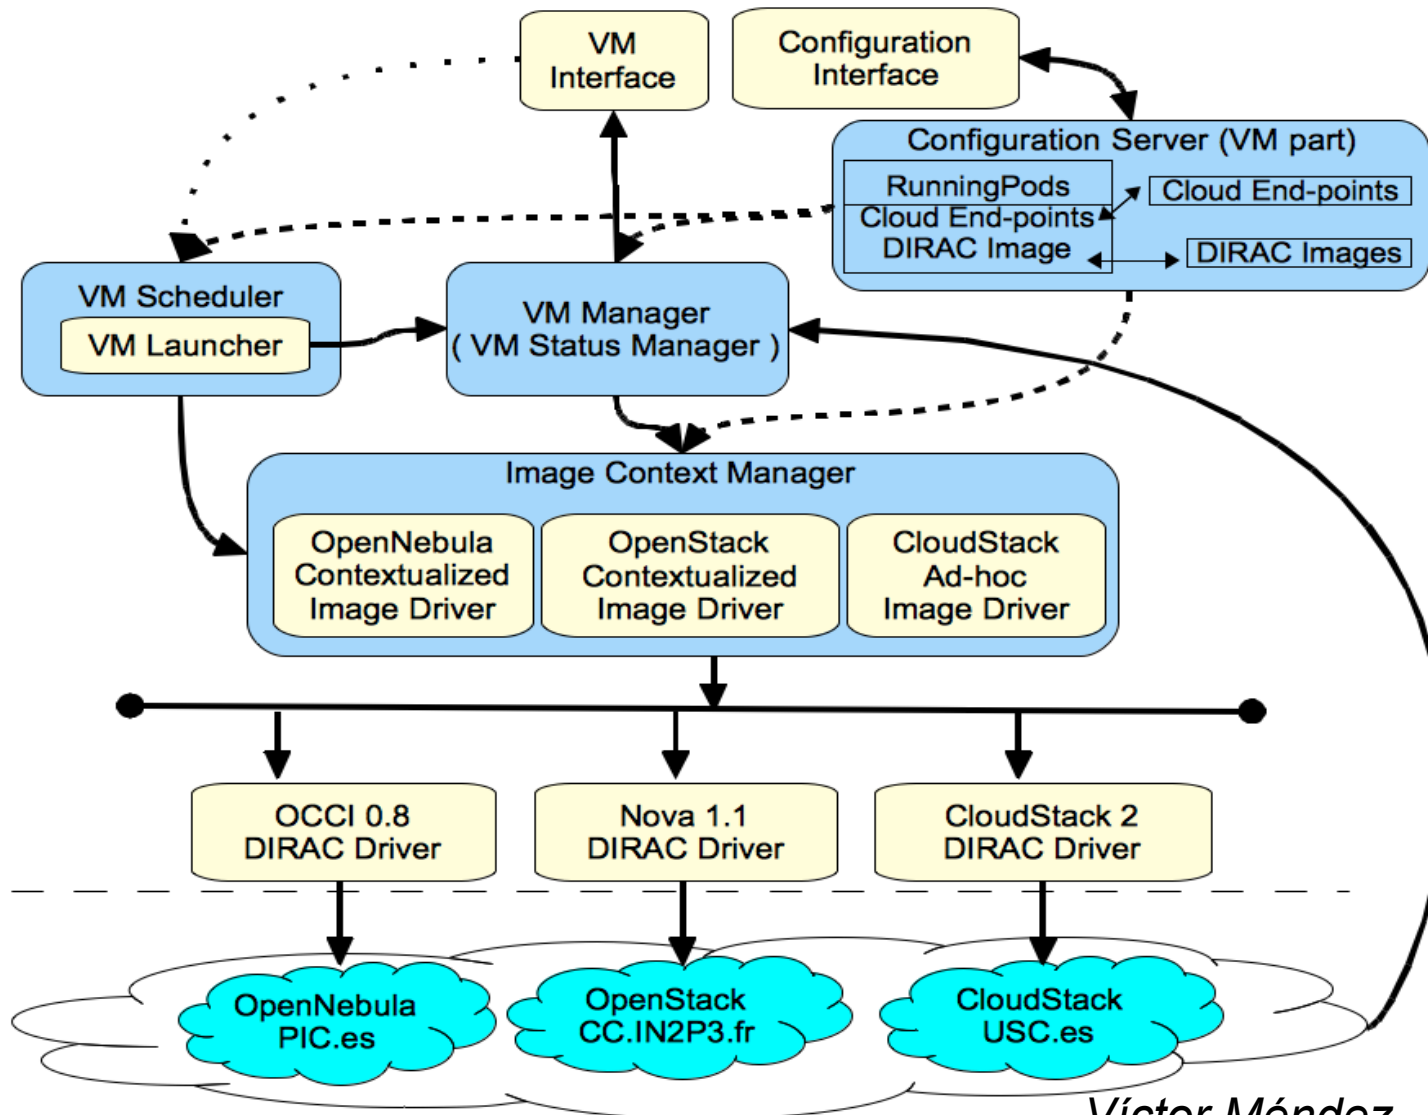 VM
Interface
Configuration
Interface
Configuration Server (VM part)
RunningPods
Cloud End-points
DIRAC Image
Cloud End-points
DIRAC Images
VM Scheduler
VM Launcher
VM Manager
( VM Status Manager )
Image Context Manager
OpenNebula
Contextualized
Image Driver
OpenStack
Contextualized
Image Driver
CloudStack
Ad-hoc
Image Driver
OCCI 0.8
DIRAC Driver
Nova 1.1
DIRAC Driver
CloudStack 2
DIRAC Driver
OpenNebula
PIC.es
OpenStack
CC.IN2P3.fr
CloudStack
USC.es
Víctor Méndez